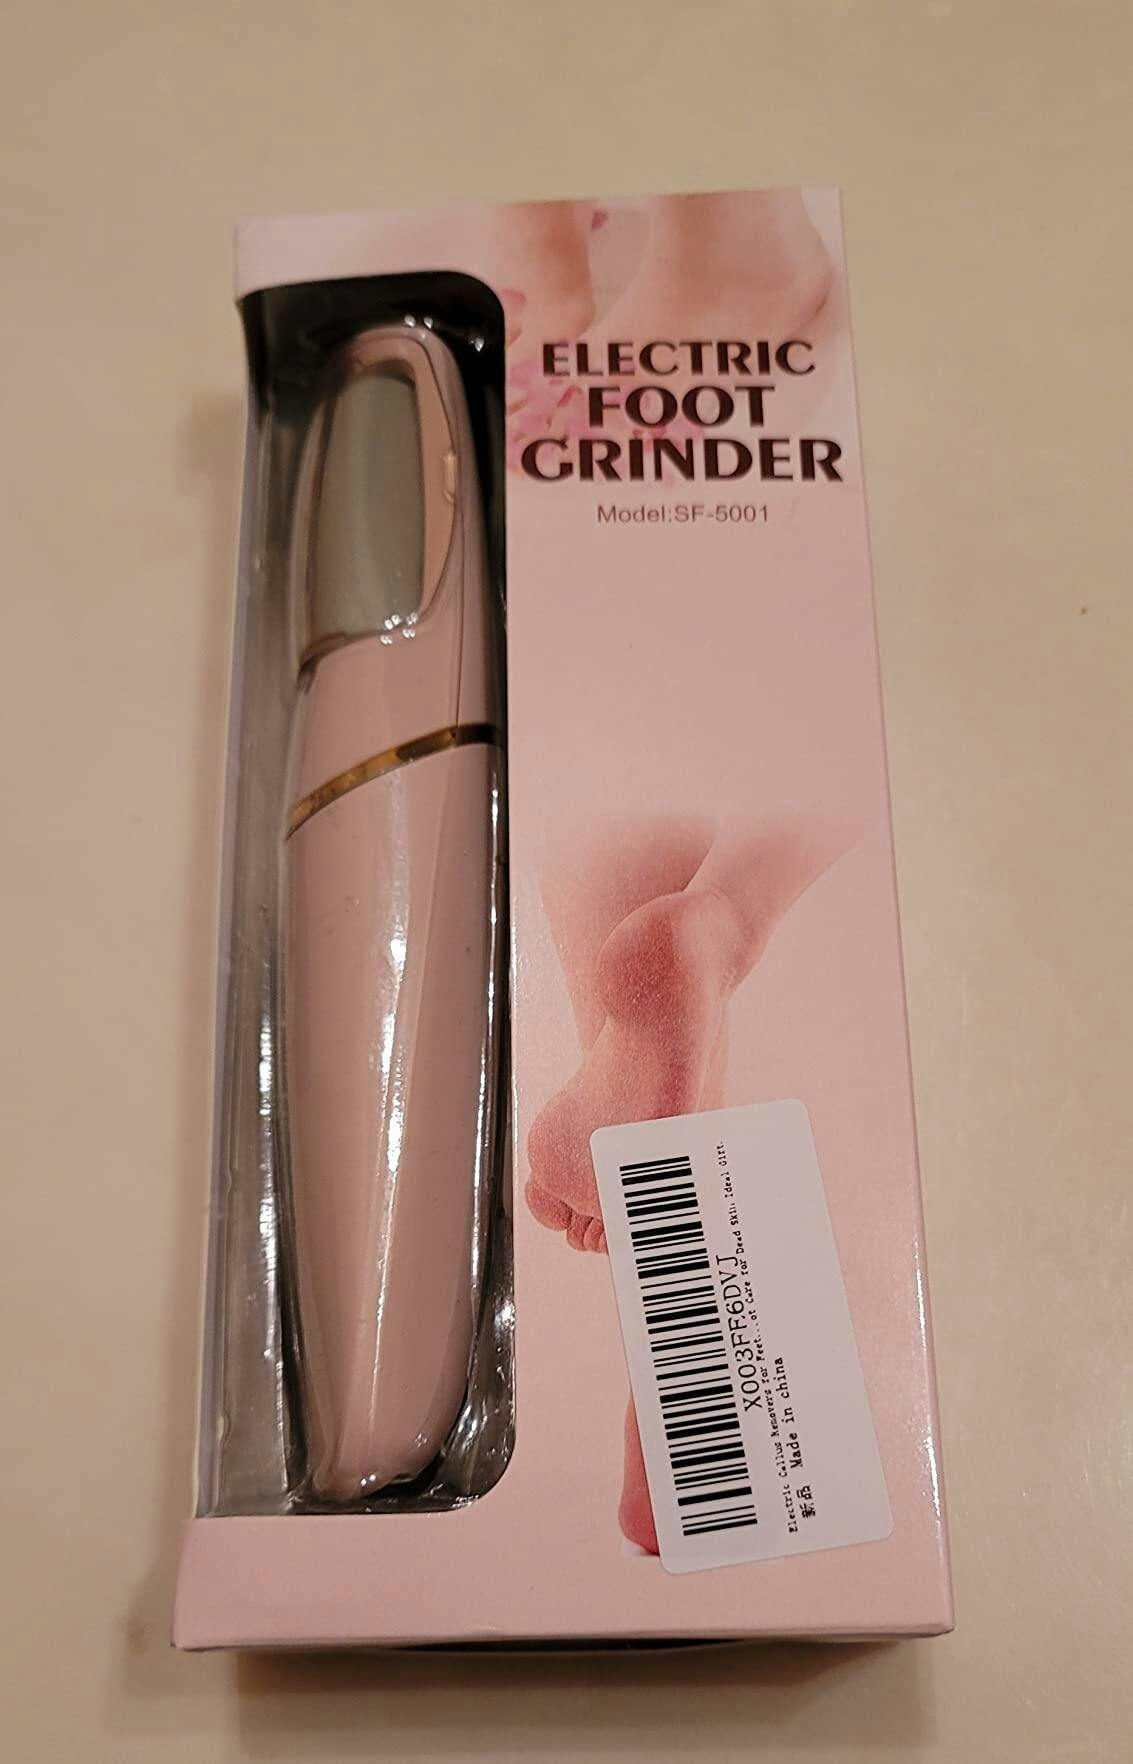 ELECTRIC
FOOT
GRINDER
Model:SF-5001
X003FF6DVJ
Electric Callus Removers for Feet...ot Care for Dead Skin, Ideal Gift.
新品 Made in china